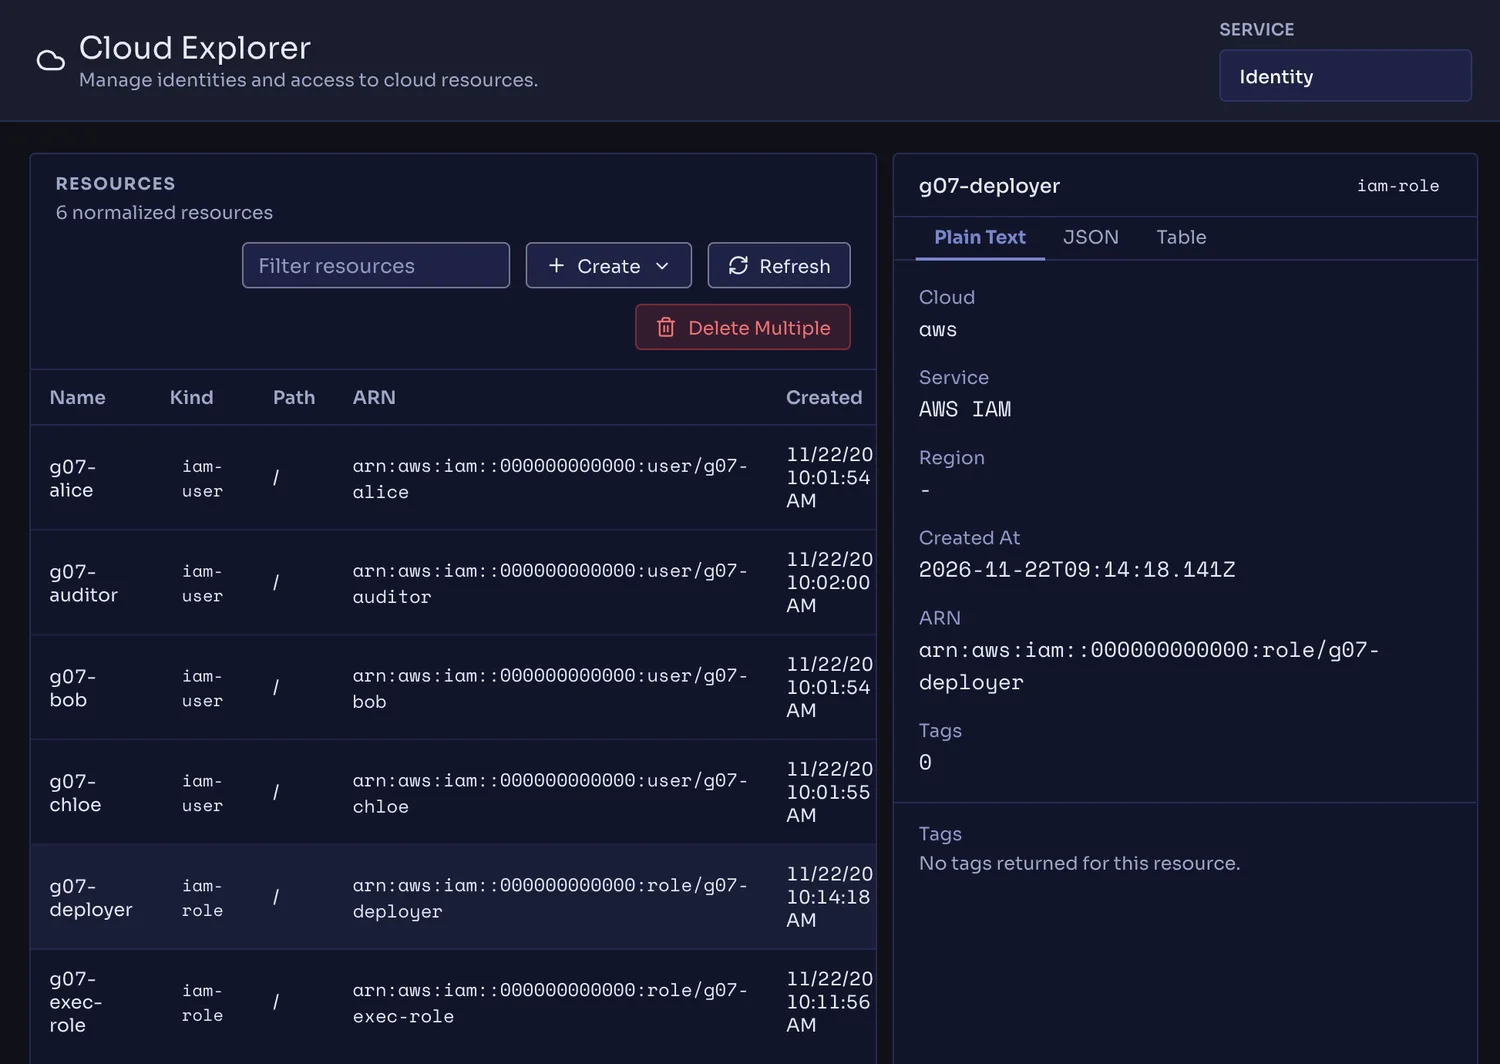 Cloud Explorer
Manage identities and access to cloud resources.
SERVICE
Identity
RESOURCES
6 normalized resources
Filter resources
Create
Refresh
Delete Multiple
Name Kind Path ARN Created
g07-
alice
iam-
user
/
arn:aws:iam::000000000000:user/g07-
alice
11/22/20
10:01:54
AM
g07-
auditor
iam-
user
/
arn:aws:iam::000000000000:user/g07-
auditor
11/22/20
10:02:00
AM
g07-
bob
iam-
user
/
arn:aws:iam::000000000000:user/g07-
bob
11/22/20
10:01:54
AM
g07-
chloe
iam-
user
/
arn:aws:iam::000000000000:user/g07-
chloe
11/22/20
10:01:55
AM
g07-
deployer
iam-
role
/
arn:aws:iam::000000000000:role/g07-
deployer
11/22/20
10:14:18
AM
g07-
exec-
role
iam-
role
/
arn:aws:iam::000000000000:role/g07-
exec-role
11/22/20
10:11:56
AM
g07-deployer
iam-role
Plain Text JSON Table
Cloud
aws
Service
AWS IAM
Region
-
Created At
2026-11-22T09:14:18.141Z
ARN
arn:aws:iam::000000000000:role/g07-
deployer
Tags
0
Tags
No tags returned for this resource.